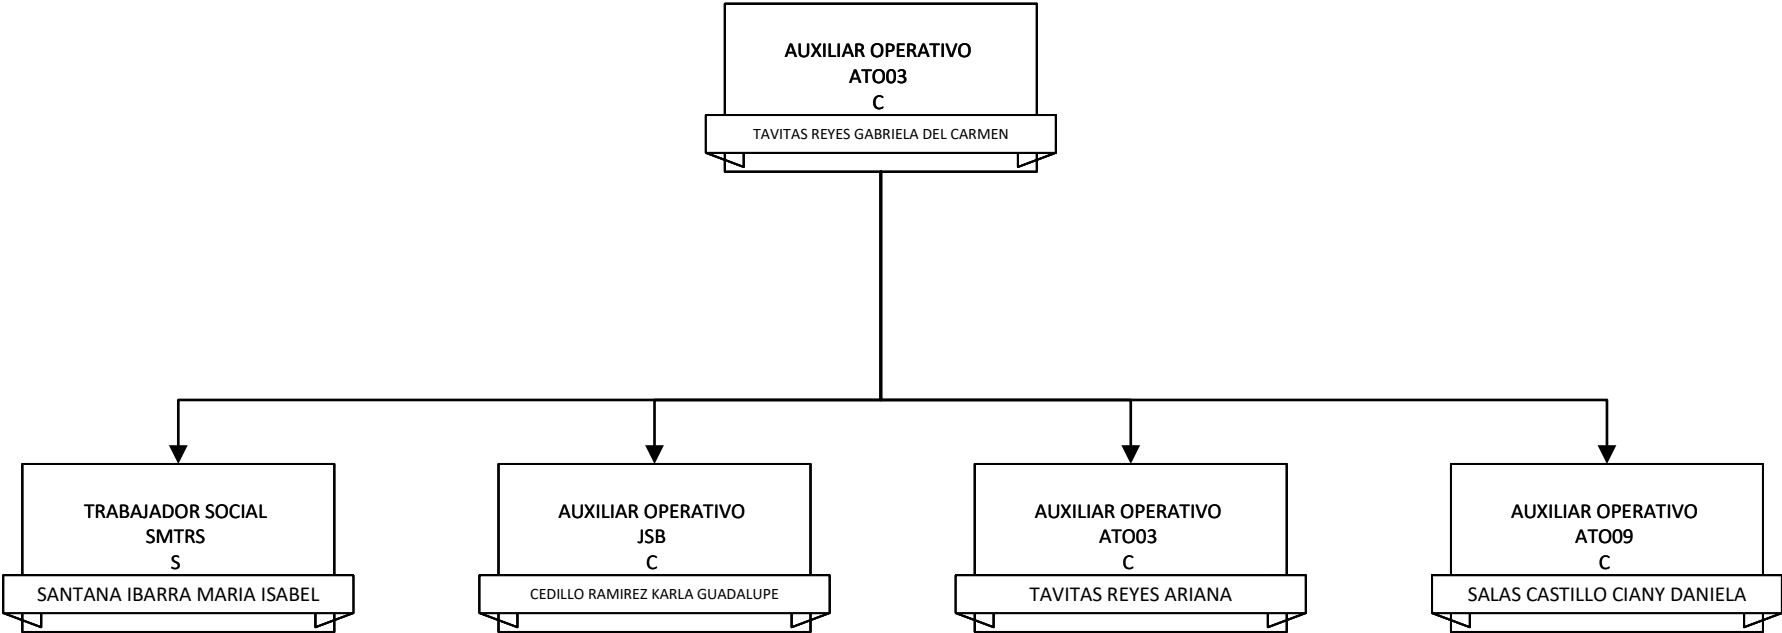 AUXILIAR OPERATIVO
ATO03
C
TAVITAS REYES GABRIELA DEL CARMEN
TRABAJADOR SOCIAL
SMTRS
S
SANTANA IBARRA MARIA ISABEL
AUXILIAR OPERATIVO
JSB
C
CEDILLO RAMIREZ KARLA GUADALUPE
AUXILIAR OPERATIVO
ATO03
C
TAVITAS REYES ARIANA
AUXILIAR OPERATIVO
ATO09
C
SALAS CASTILLO CIANY DANIELA